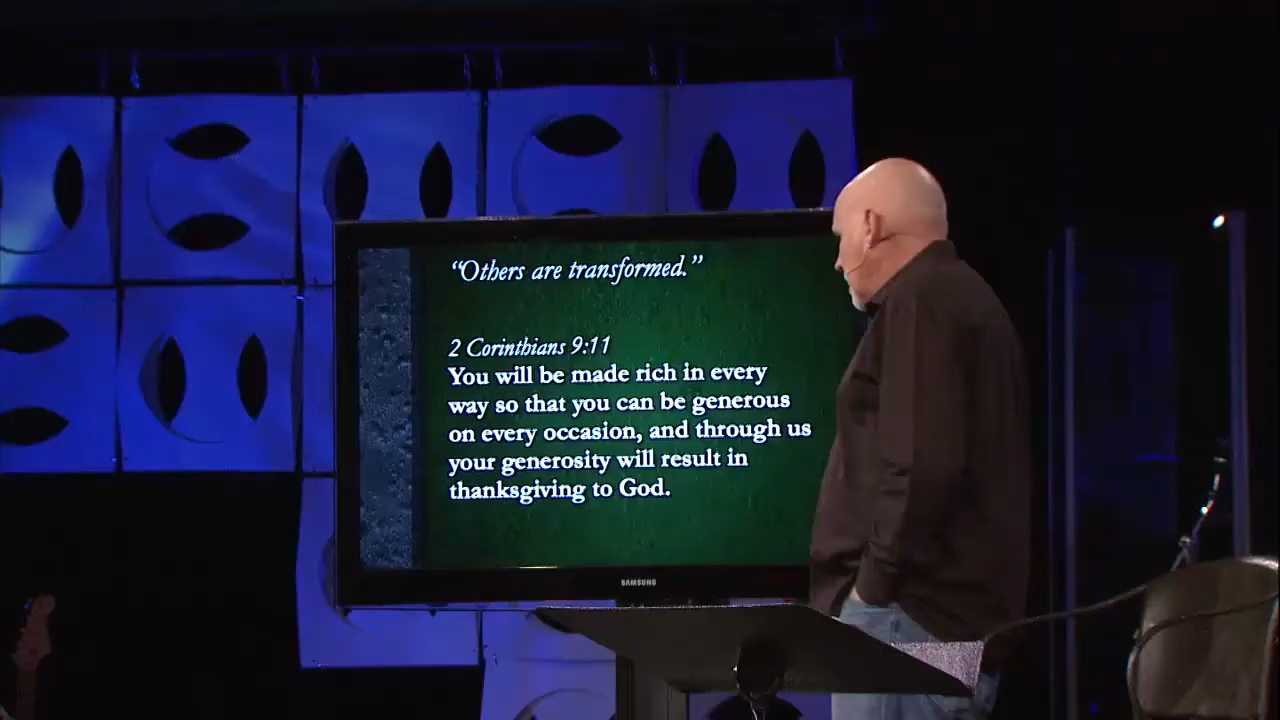 “Others are transformed.”
2 Corinthians 9:11
You will be made rich in every
way so that you can be generous
on every occasion, and through us
your generosity will result in
thanksgiving to God.
SAMSUNG